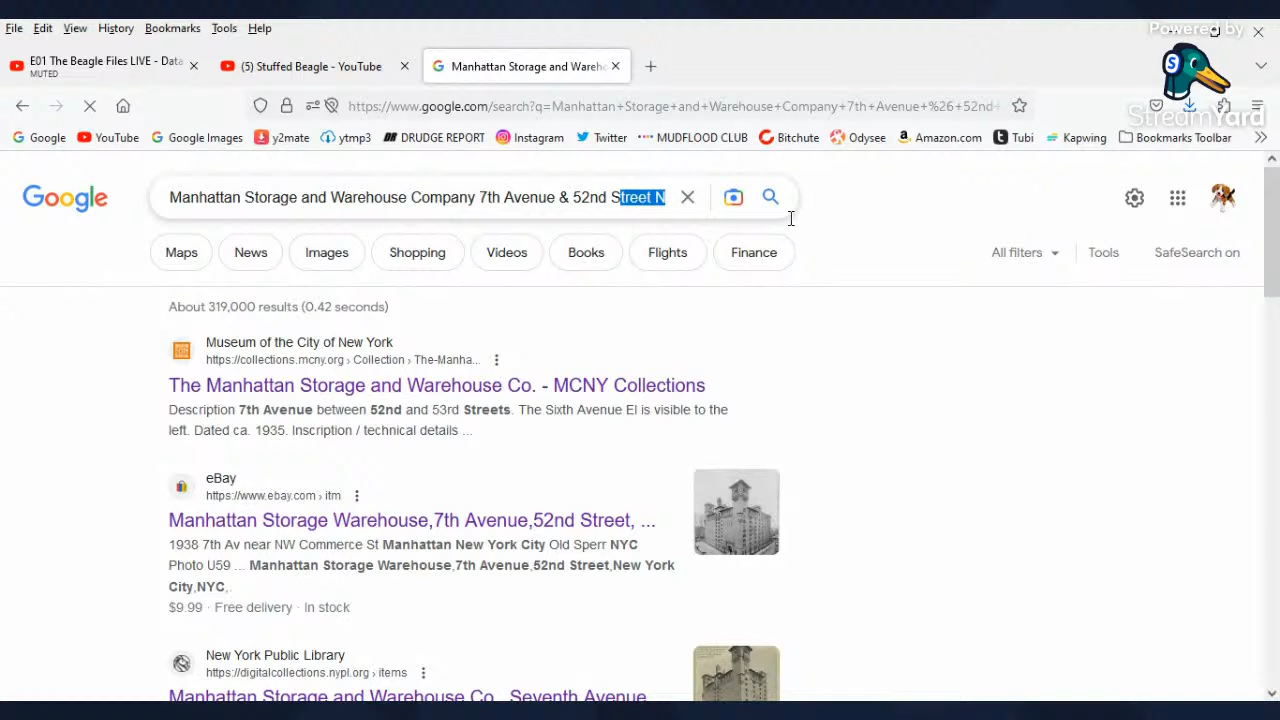 File Edit View History Bookmarks Tools Help
Powered by
E01 The Beagle Files LIVE - Data
MUTED
(5) Stuffed Beagle - YouTube
Manhattan Storage and Wareho
https://www.google.com/search?q=Manhattan+Storage+and+Warehouse+Company+7th+Avenue+%26+52nd+
S
StreamYard
Google YouTube Google Images y2mate ytmp3 DRUDGE REPORT Instagram Twitter MUDFLOOD CLUB Bitchute Odysee Amazon.com Tubi Kapwing Bookmarks Toolbar
Google
Manhattan Storage and Warehouse Company 7th Avenue & 52nd Street N
Maps News Images Shopping Videos Books Flights Finance All filters Tools SafeSearch on
About 319,000 results (0.42 seconds)
Museum of the City of New York
https://collections.mcny.org › Collection › The-Manha...
The Manhattan Storage and Warehouse Co. - MCNY Collections
Description 7th Avenue between 52nd and 53rd Streets. The Sixth Avenue El is visible to the
left. Dated ca. 1935. Inscription / technical details ...
eBay
https://www.ebay.com › itm
Manhattan Storage Warehouse,7th Avenue,52nd Street, ...
1938 7th Av near NW Commerce St Manhattan New York City Old Sperr NYC
Photo U59 ... Manhattan Storage Warehouse,7th Avenue,52nd Street,New York
City,NYC,.
$9.99 · Free delivery · In stock
New York Public Library
https://digitalcollections.nypl.org › items
Manhattan Storage and Warehouse Co., Seventh Avenue